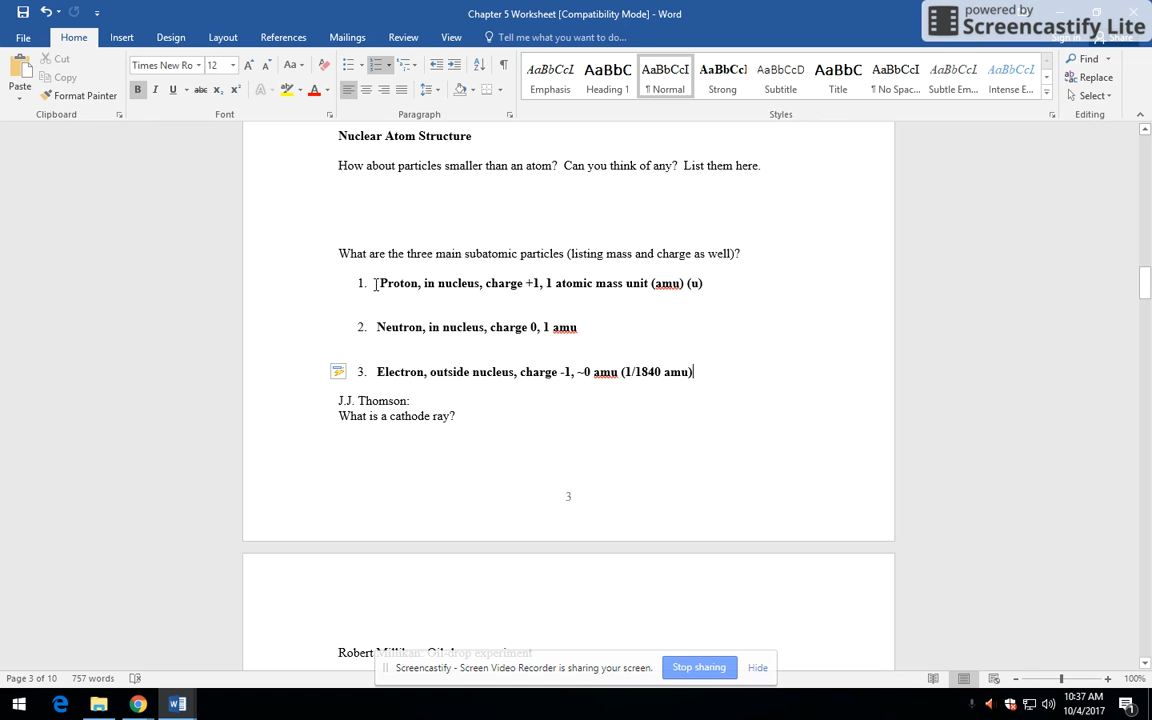 Chapter 5 Worksheet [Compatibility Mode] - Word
powered by
Screencastify Lite
File Home Insert Design Layout References Mailings Review View Tell me what you want to do... Share
Cut
Copy
Paste
Format Painter
Clipboard
Times New Ro 12
Font
Paragraph
AaBbCcL AaBbC AaBbCcI AaBbCcI AaBbCcD AaBbC AaBbCcI AaBbCcI AaBbCcI
Emphasis Heading 1 ¶ Normal Strong Subtitle Title ¶ No Spac... Subtle Em... Intense E...
Styles
Find
Replace
Select
Editing
Nuclear Atom Structure
How about particles smaller than an atom? Can you think of any? List them here.
What are the three main subatomic particles (listing mass and charge as well)?
1. Proton, in nucleus, charge +1, 1 atomic mass unit (amu) (u)
2. Neutron, in nucleus, charge 0, 1 amu
3. Electron, outside nucleus, charge -1, ~0 amu (1/1840 amu)
J.J. Thomson:
What is a cathode ray?
3
Robert Millikan: Oil-drop experiment
Screencastify - Screen Video Recorder is sharing your screen. Stop sharing Hide
Page 3 of 10 757 words 100%
10:37 AM
10/4/2017